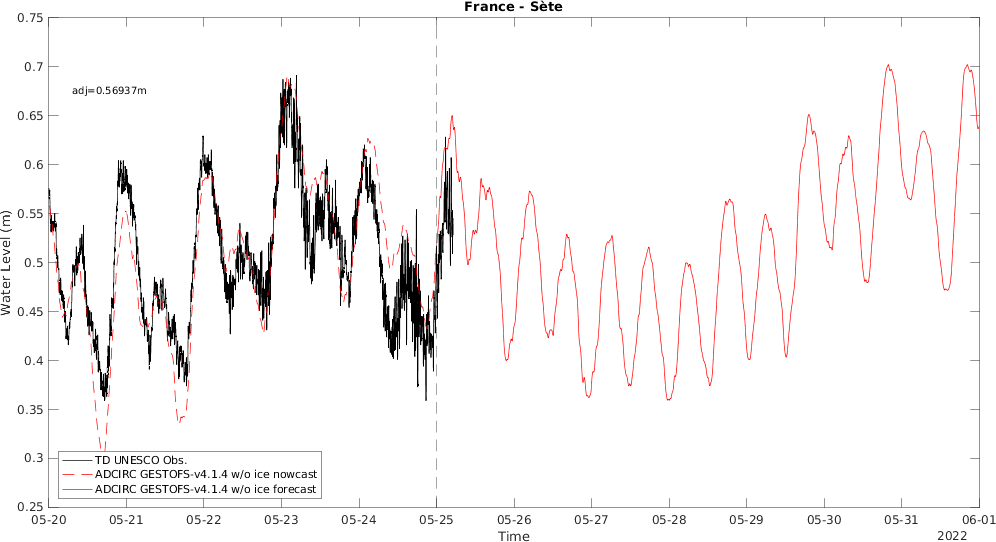 France - Sète
0.75
0.7
0.65
0.6
0.55
0.5
0.45
0.4
0.35
0.3
0.25
Water Level (m)
adj=0.56937m
TD UNESCO Obs.
ADCIRC GESTOFS-v4.1.4 w/o ice nowcast
ADCIRC GESTOFS-v4.1.4 w/o ice forecast
05-20 05-21 05-22 05-23 05-24 05-25 05-26 05-27 05-28 05-29 05-30 05-31 06-01
Time
2022